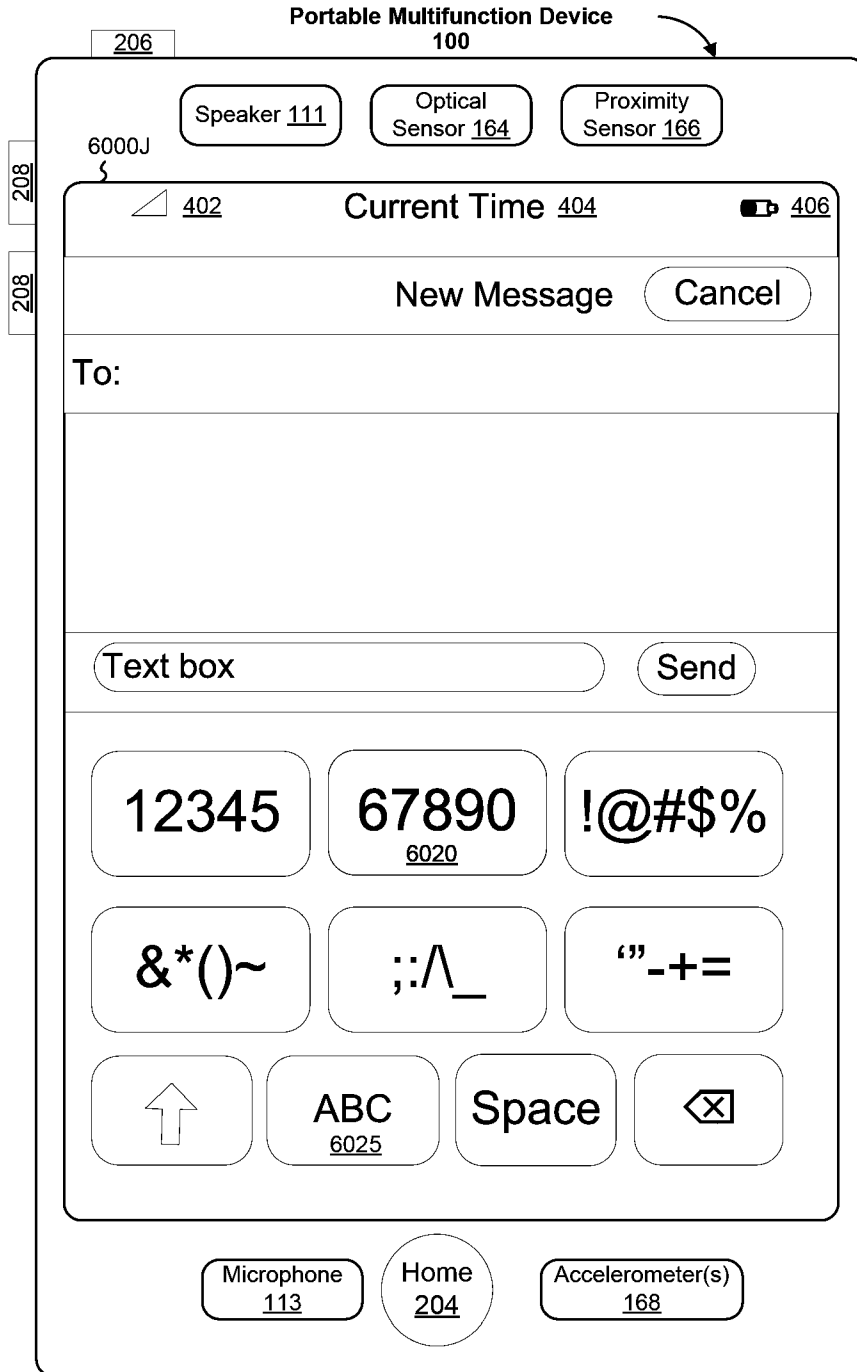 Portable Multifunction Device
100
206
Speaker 111
Optical
Sensor 164
Proximity
Sensor 166
6000J
208
208
402
Current Time 404
406
New Message
Cancel
To:
Text box
Send
12345
67890
6020
!@#$%
&*()~
;:/\_
‘”-+=
ABC
6025
Space
Microphone
113
Home
204
Accelerometer(s)
168